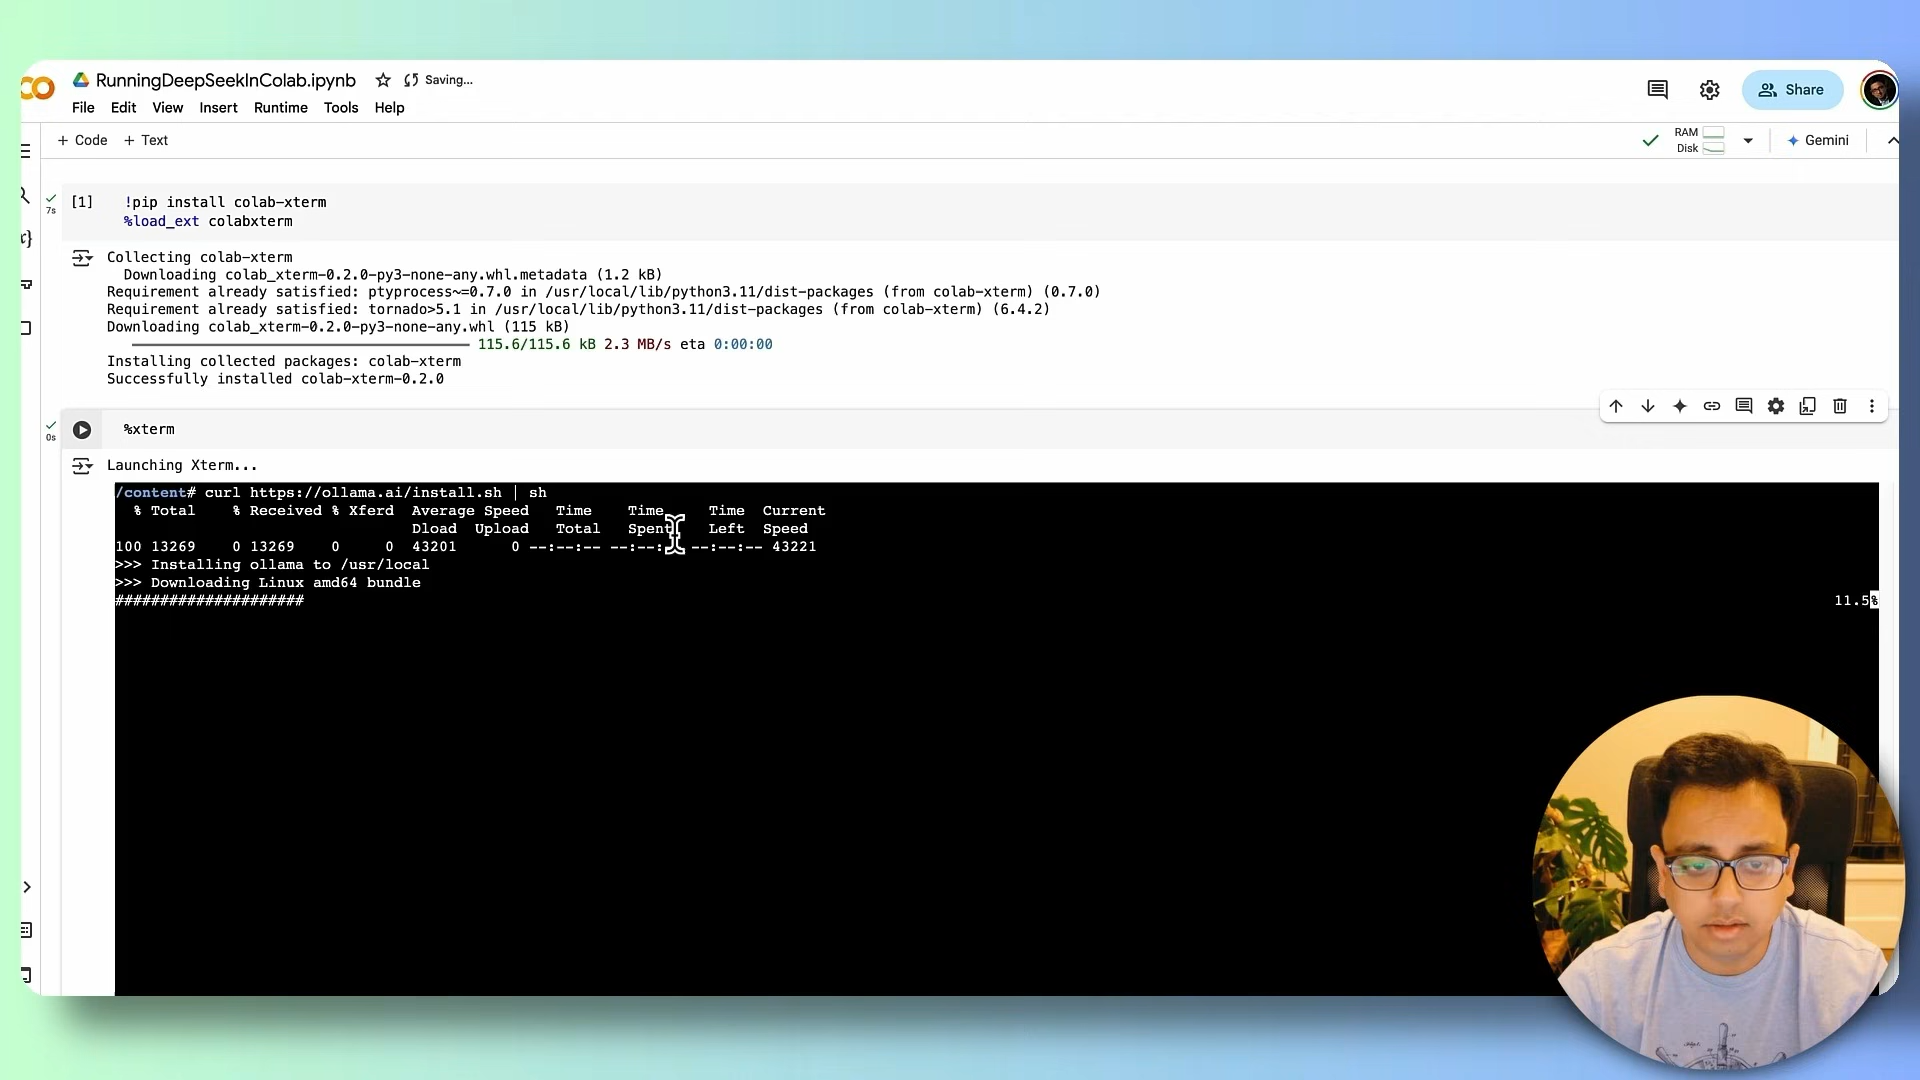 RunningDeepSeekInColab.ipynb Saving...
File Edit View Insert Runtime Tools Help
Share
+ Code + Text
RAM
Disk
Gemini
[1] !pip install colab-xterm
%load_ext colabxterm
7s
Collecting colab-xterm
Downloading colab_xterm-0.2.0-py3-none-any.whl.metadata (1.2 kB)
Requirement already satisfied: ptyprocess~=0.7.0 in /usr/local/lib/python3.11/dist-packages (from colab-xterm) (0.7.0)
Requirement already satisfied: tornado>5.1 in /usr/local/lib/python3.11/dist-packages (from colab-xterm) (6.4.2)
Downloading colab_xterm-0.2.0-py3-none-any.whl (115 kB)
115.6/115.6 kB 2.3 MB/s eta 0:00:00
Installing collected packages: colab-xterm
Successfully installed colab-xterm-0.2.0
%xterm
0s
Launching Xterm...
/content# curl https://ollama.ai/install.sh | sh
% Total % Received % Xferd Average Speed Time Time Time Current
Dload Upload Total Spent Left Speed
100 13269 0 13269 0 0 43201 0 --:--:-- --:--: --:--:-- 43221
>>> Installing ollama to /usr/local
>>> Downloading Linux amd64 bundle
##################### 11.5%